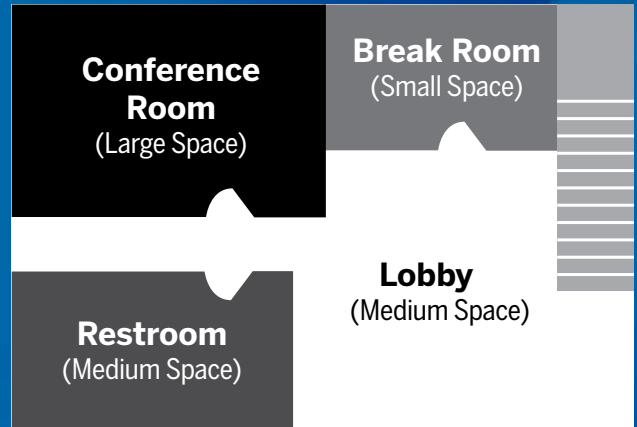 Conference
Room
(Large Space)
Break Room
(Small Space)
Lobby
(Medium Space)
Restroom
(Medium Space)